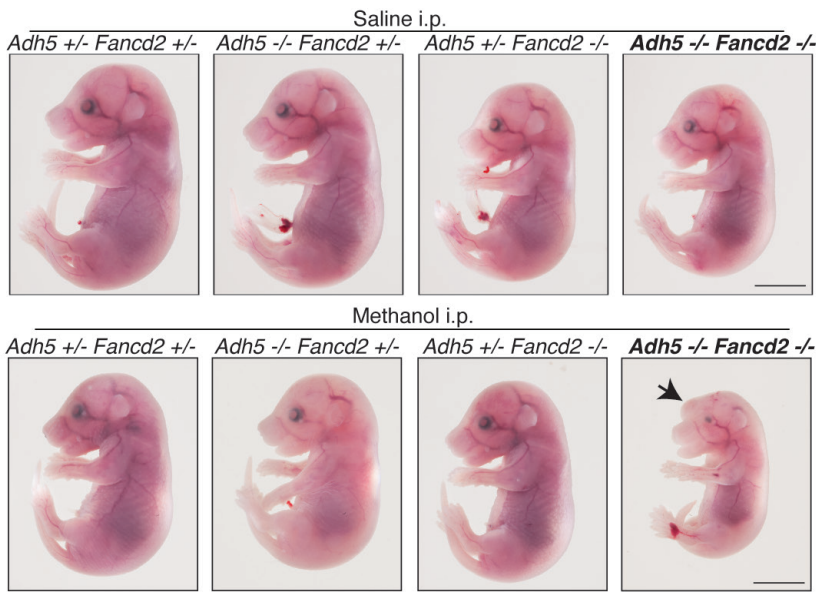 Saline i.p.
Adh5 +/- Fancd2 +/- Adh5 -/- Fancd2 +/- Adh5 +/- Fancd2 -/- Adh5 -/- Fancd2 -/-
Methanol i.p.
Adh5 +/- Fancd2 +/- Adh5 -/- Fancd2 +/- Adh5 +/- Fancd2 -/- Adh5 -/- Fancd2 -/-